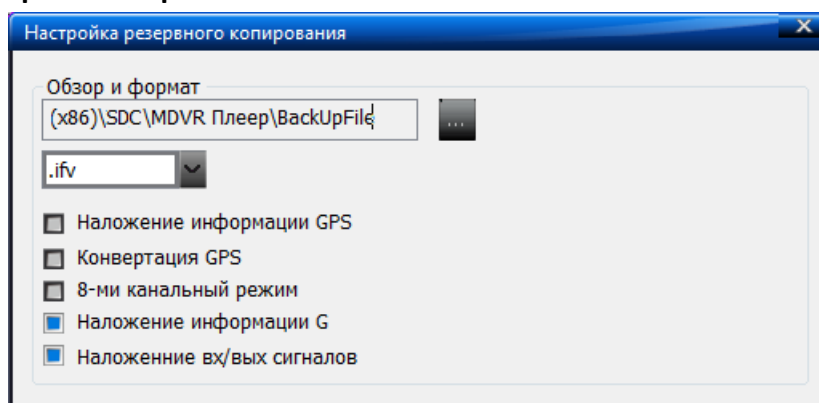 Настройка резервного копирования
X
Обзор и формат
(x86)\SDC\MDVR Плеер\BackUpFile
...
.ifv
Наложение информации GPS
Конвертация GPS
8-ми канальный режим
Наложение информации G
Наложенние вх/вых сигналов